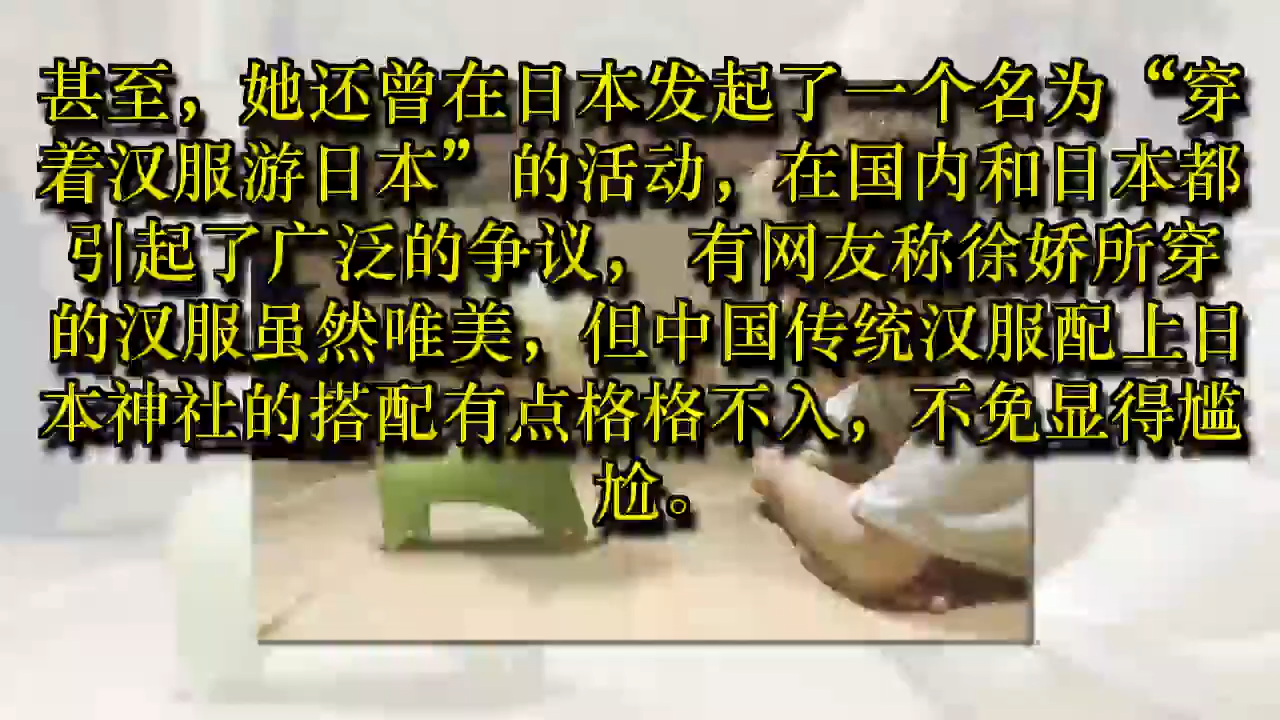 甚至，她还曾在日本发起了一个名为“穿
着汉服游日本”的活动，在国内和日本都
引起了广泛的争议， 有网友称徐娇所穿
的汉服虽然唯美，但中国传统汉服配上日
本神社的搭配有点格格不入，不免显得尴
尬。